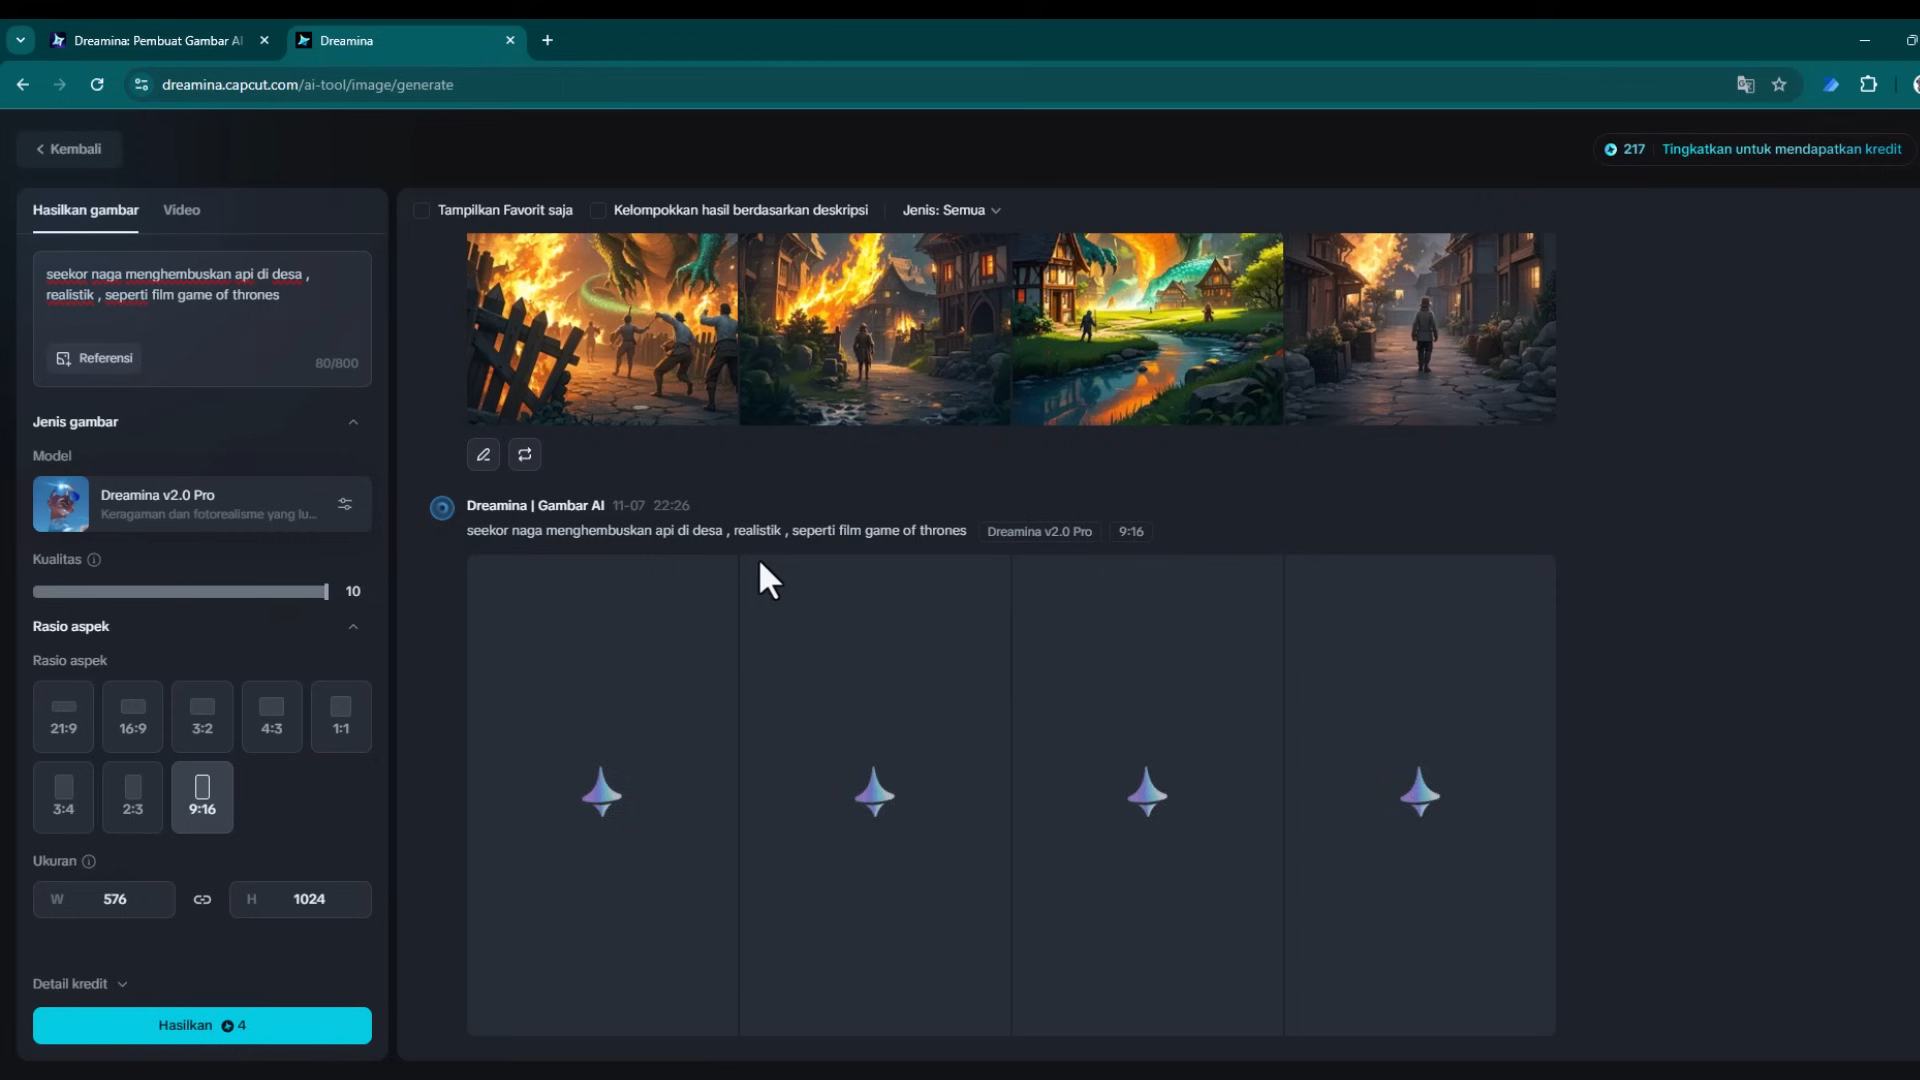 Dreamina: Pembuat Gambar AI
Dreamina
dreamina.capcut.com/ai-tool/image/generate
Kembali
217
Tingkatkan untuk mendapatkan kredit
Hasilkan gambar
Video
Tampilkan Favorit saja
Kelompokkan hasil berdasarkan deskripsi
Jenis: Semua
seekor naga menghembuskan api di desa ,
realistik , seperti film game of thrones
Referensi
80/800
Jenis gambar
Model
Dreamina v2.0 Pro
Keragaman dan fotorealisme yang lu...
Kualitas
10
Rasio aspek
Rasio aspek
21:9
16:9
3:2
4:3
1:1
3:4
2:3
9:16
Ukuran
W 576
H 1024
Detail kredit
Hasilkan 4
Dreamina | Gambar AI 11-07 22:26
seekor naga menghembuskan api di desa , realistik , seperti film game of thrones Dreamina v2.0 Pro 9:16